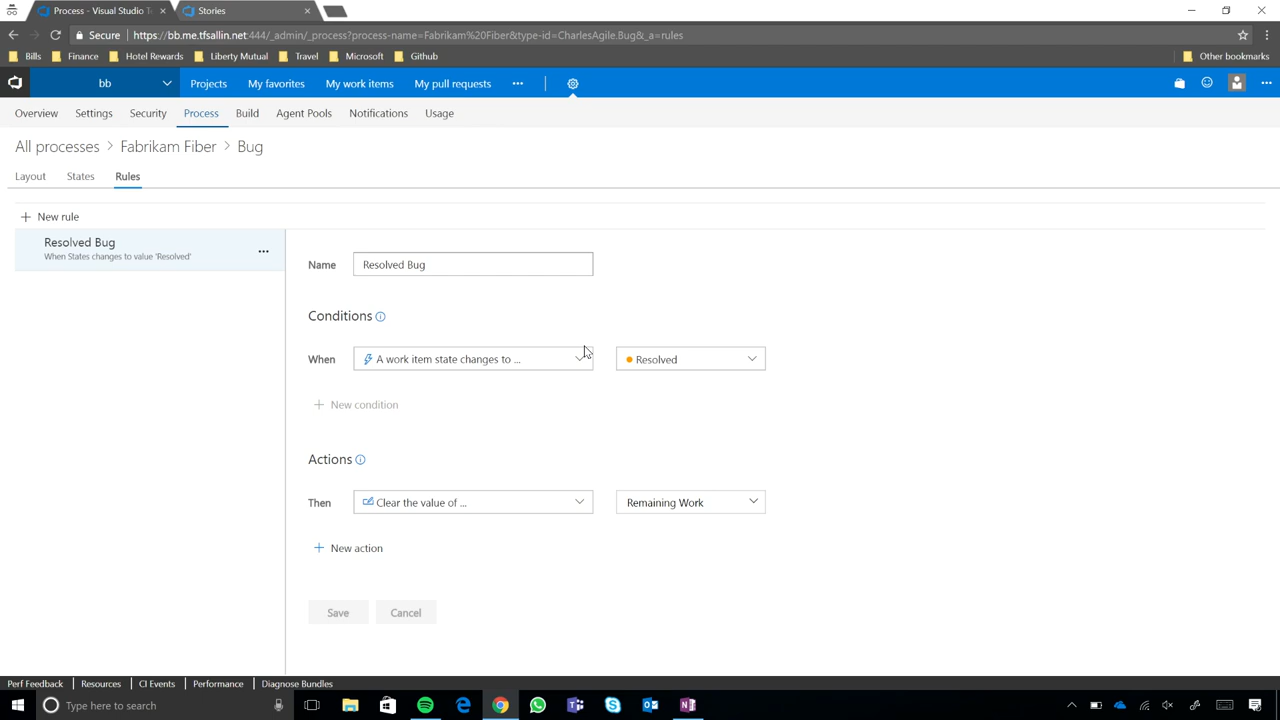 Process - Visual Studio T
Stories
Secure
https://bb.me.tfsallin.net:444/_admin/_process?process-name=Fabrikam%20Fiber&type-id=CharlesAgile.Bug&_a=rules
Bills Finance Hotel Rewards Liberty Mutual Travel Microsoft Github Other bookmarks
bb Projects My favorites My work items My pull requests
Overview Settings Security Process Build Agent Pools Notifications Usage
All processes > Fabrikam Fiber > Bug
Layout States Rules
+ New rule
Resolved Bug
When States changes to value 'Resolved'
Name Resolved Bug
Conditions
When A work item state changes to ... Resolved
+ New condition
Actions
Then Clear the value of ... Remaining Work
+ New action
Save Cancel
Perf Feedback Resources CI Events Performance Diagnose Bundles
Type here to search